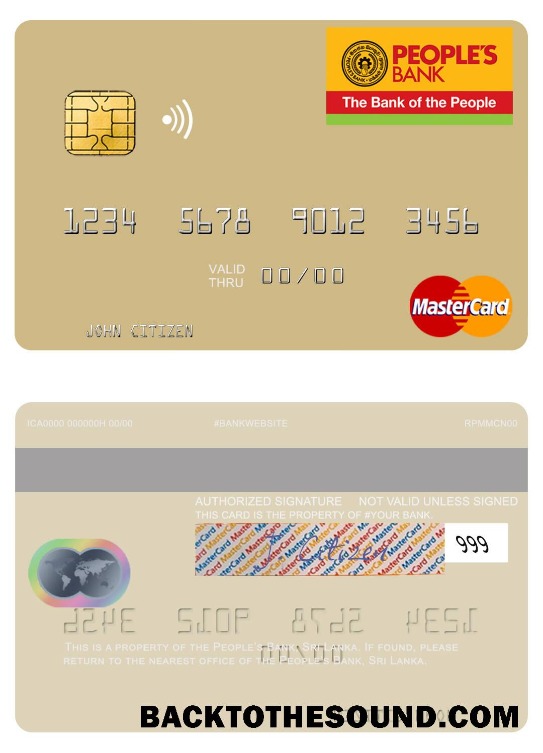 PEOPLE'S
BANK
The Bank of the People
1234 5678 9012 3456
VALID
THRU 00/00
MasterCard
JOHN CITIZEN
ICA0000 000000H 00/00 #BANKWEBSITE RPMMCN00
AUTHORIZED SIGNATURE NOT VALID UNLESS SIGNED
THIS CARD IS THE PROPERTY OF #YOUR BANK.
MasterCard
999
THIS IS A PROPERTY OF THE PEOPLE'S BANK, SRI LANKA. IF FOUND, PLEASE
RETURN TO THE NEAREST OFFICE OF THE PEOPLE'S BANK, SRI LANKA.
BACKTOTHESOUND.COM